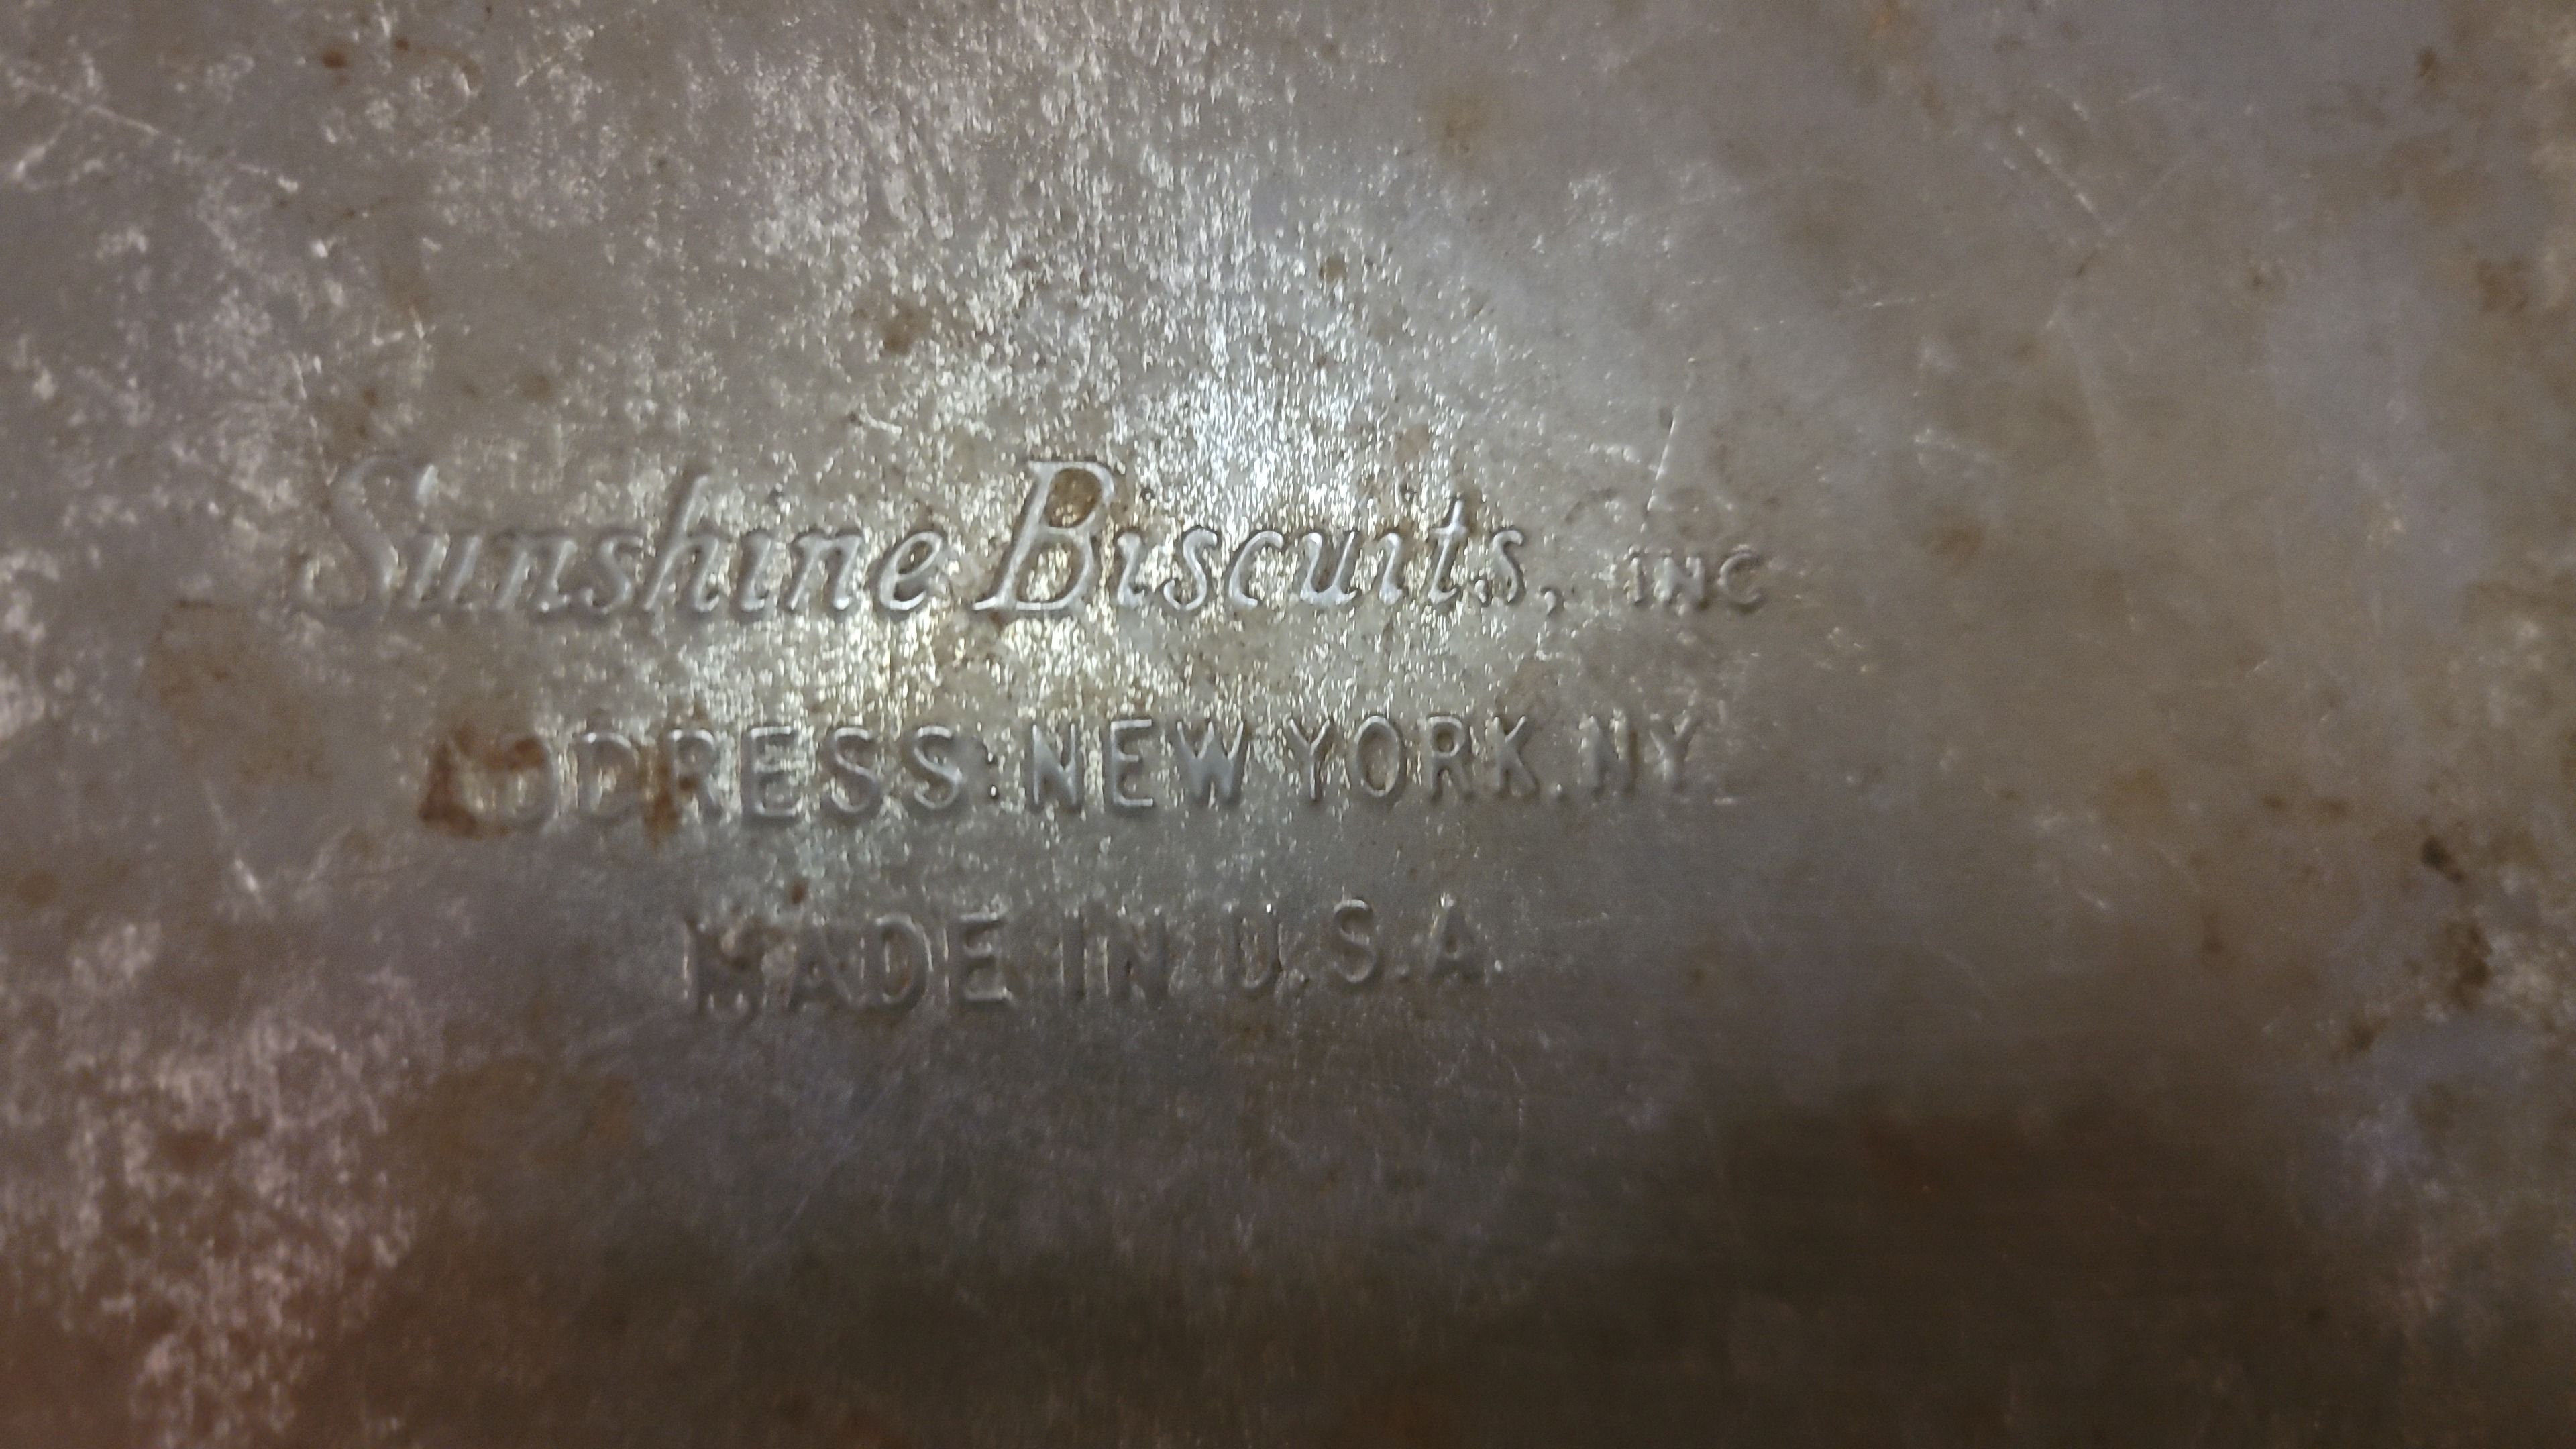 Sunshine Biscuits, INC
ADDRESS: NEW YORK. NY
MADE IN U.S.A.